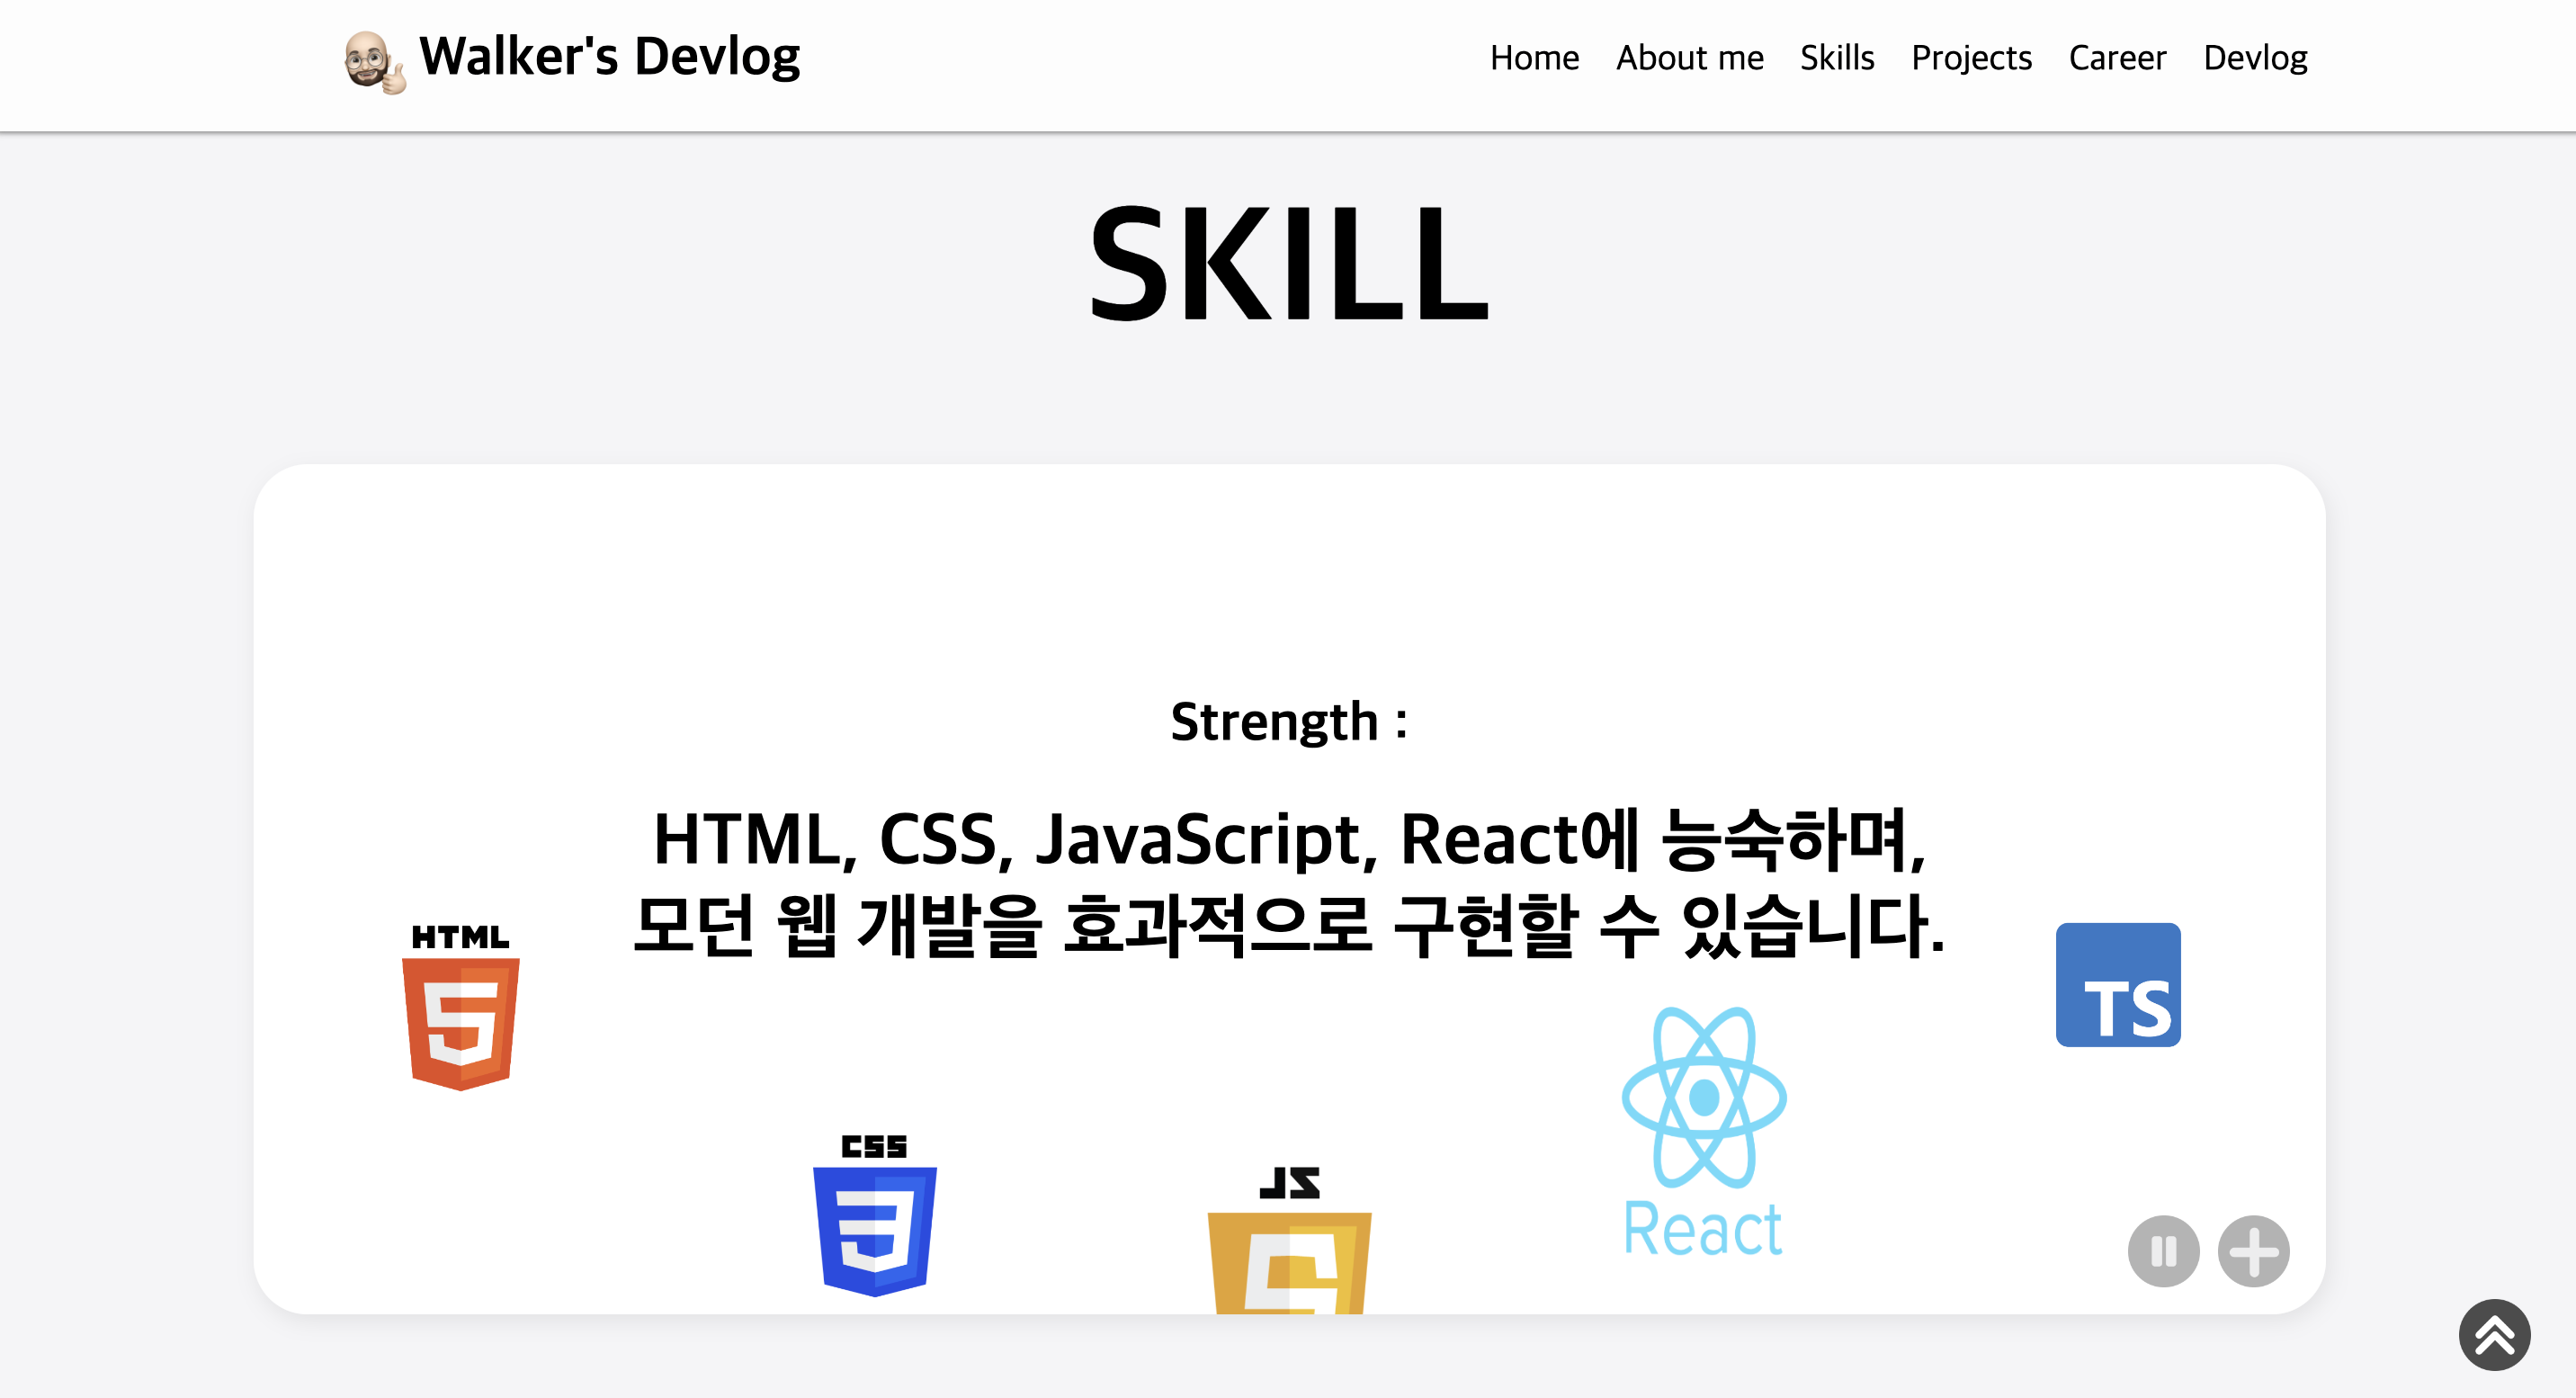 Walker's Devlog
Home About me Skills Projects Career Devlog
SKILL
Strength :
HTML, CSS, JavaScript, React에 능숙하며,
모던 웹 개발을 효과적으로 구현할 수 있습니다.
HTML
5
TS
React
CSS
3
JS